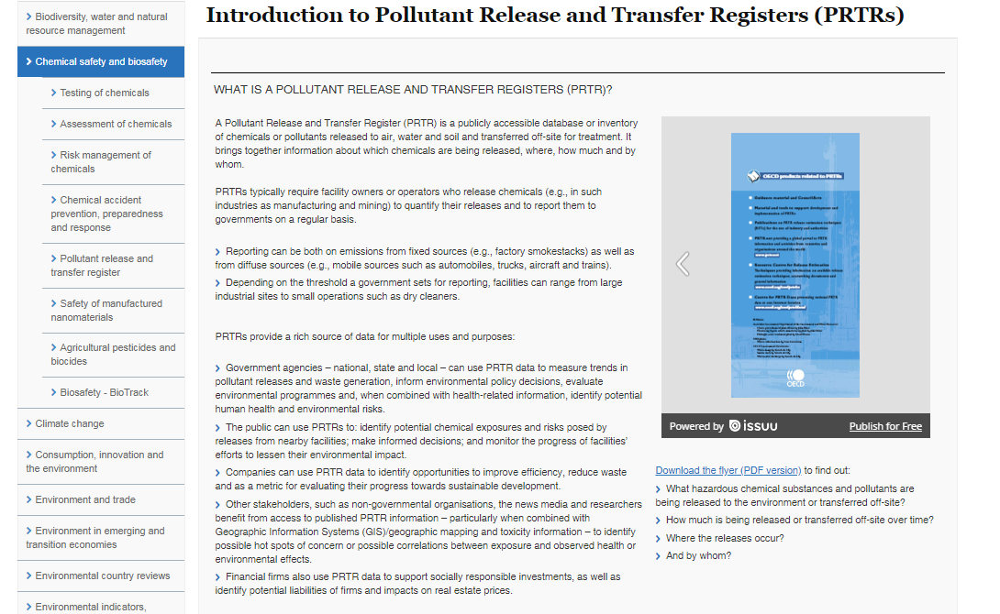 Introduction to Pollutant Release and Transfer Registers (PRTRs)
Biodiversity, water and natural
resource management
Chemical safety and biosafety
Testing of chemicals
Assessment of chemicals
Risk management of
chemicals
Chemical accident
prevention, preparedness
and response
Pollutant release and
transfer register
Safety of manufactured
nanomaterials
Agricultural pesticides and
biocides
Biosafety - BioTrack
Climate change
Consumption, innovation and
the environment
Environment and trade
Environment in emerging and
transition economies
Environmental country reviews
Environmental indicators,
WHAT IS A POLLUTANT RELEASE AND TRANSFER REGISTERS (PRTR)?
A Pollutant Release and Transfer Register (PRTR) is a publicly accessible database or inventory
of chemicals or pollutants released to air, water and soil and transferred off-site for treatment. It
brings together information about which chemicals are being released, where, how much and by
whom.
PRTRs typically require facility owners or operators who release chemicals (e.g., in such
industries as manufacturing and mining) to quantify their releases and to report them to
governments on a regular basis.
Reporting can be both on emissions from fixed sources (e.g., factory smokestacks) as well as
from diffuse sources (e.g., mobile sources such as automobiles, trucks, aircraft and trains).
Depending on the threshold a government sets for reporting, facilities can range from large
industrial sites to small operations such as dry cleaners.
PRTRs provide a rich source of data for multiple uses and purposes:
Government agencies – national, state and local – can use PRTR data to measure trends in
pollutant releases and waste generation, inform environmental policy decisions, evaluate
environmental programmes and, when combined with health-related information, identify potential
human health and environmental risks.
The public can use PRTRs to: identify potential chemical exposures and risks posed by
releases from nearby facilities; make informed decisions; and monitor the progress of facilities'
efforts to lessen their environmental impact.
Companies can use PRTR data to identify opportunities to improve efficiency, reduce waste
and as a metric for evaluating their progress towards sustainable development.
Other stakeholders, such as non-governmental organisations, the news media and researchers
benefit from access to published PRTR information – particularly when combined with
Geographic Information Systems (GIS)/geographic mapping and toxicity information – to identify
possible hot spots of concern or possible correlations between exposure and observed health or
environmental effects.
Financial firms also use PRTR data to support socially responsible investments, as well as
identify potential liabilities of firms and impacts on real estate prices.
OECD products related to PRTRs
Guidance material and Council Acts
Material and tools to support development and
implementation of PRTRs
OECD
Powered by issuu
Publish for Free
Download the flyer (PDF version) to find out:
What hazardous chemical substances and pollutants are
being released to the environment or transferred off-site?
How much is being released or transferred off-site over time?
Where the releases occur?
And by whom?